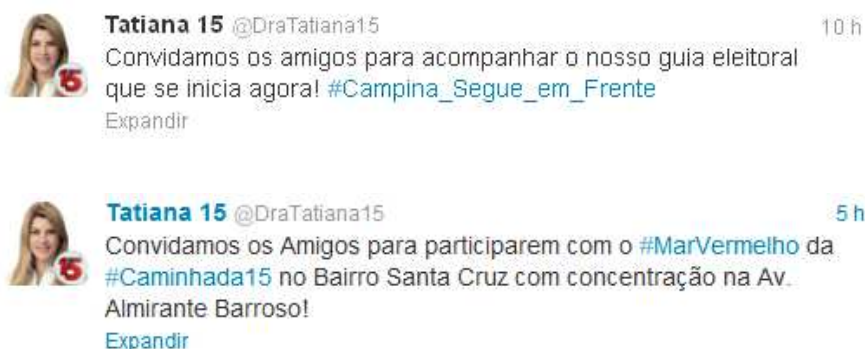 Tatiana 15 @DraTatiana15 10 h
Convidamos os amigos para acompanhar o nosso guia eleitoral
que se inicia agora! #Campina_Segue_em_Frente
Expandir
15
Tatiana 15 @DraTatiana15 5 h
Convidamos os Amigos para participarem com o #MarVermelho da
#Caminhada15 no Bairro Santa Cruz com concentração na Av.
Almirante Barroso!
Expandir
15